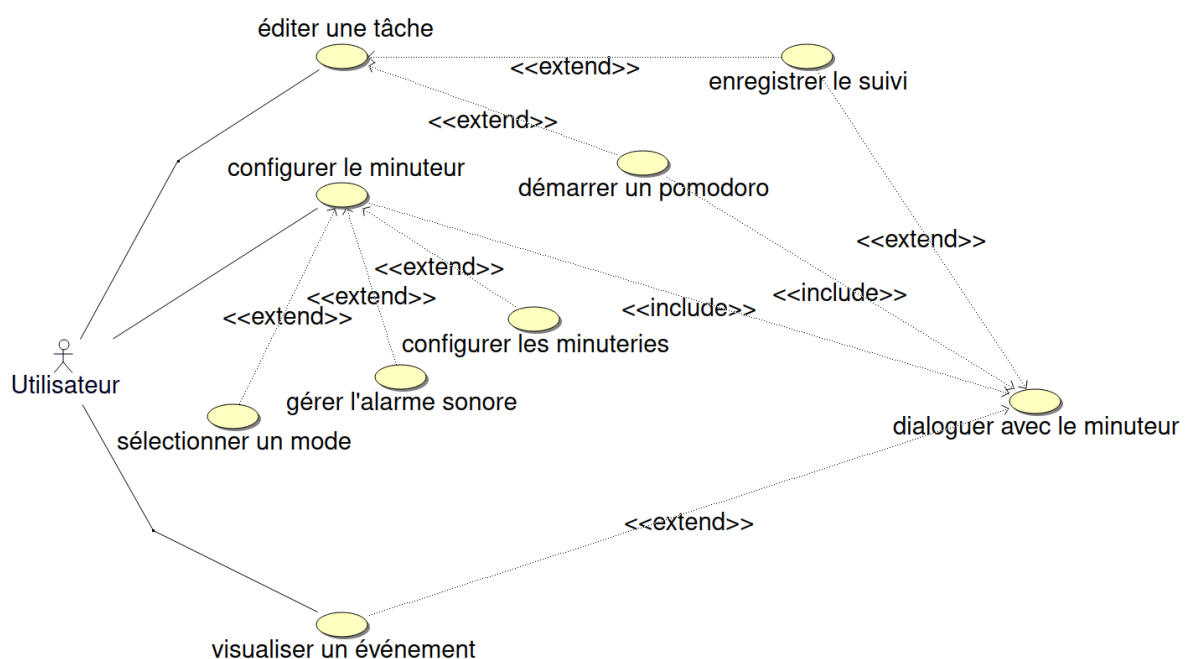 éditer une tâche
<<extend>>
enregistrer le suivi
<<extend>>
configurer le minuteur
démarrer un pomodoro
<<extend>>
<<extend>>
<<extend>>
<<include>>
<<include>>
<<extend>>
configurer les minuteries
Utilisateur
gérer l'alarme sonore
sélectionner un mode
dialoguer avec le minuteur
<<extend>>
visualiser un événement